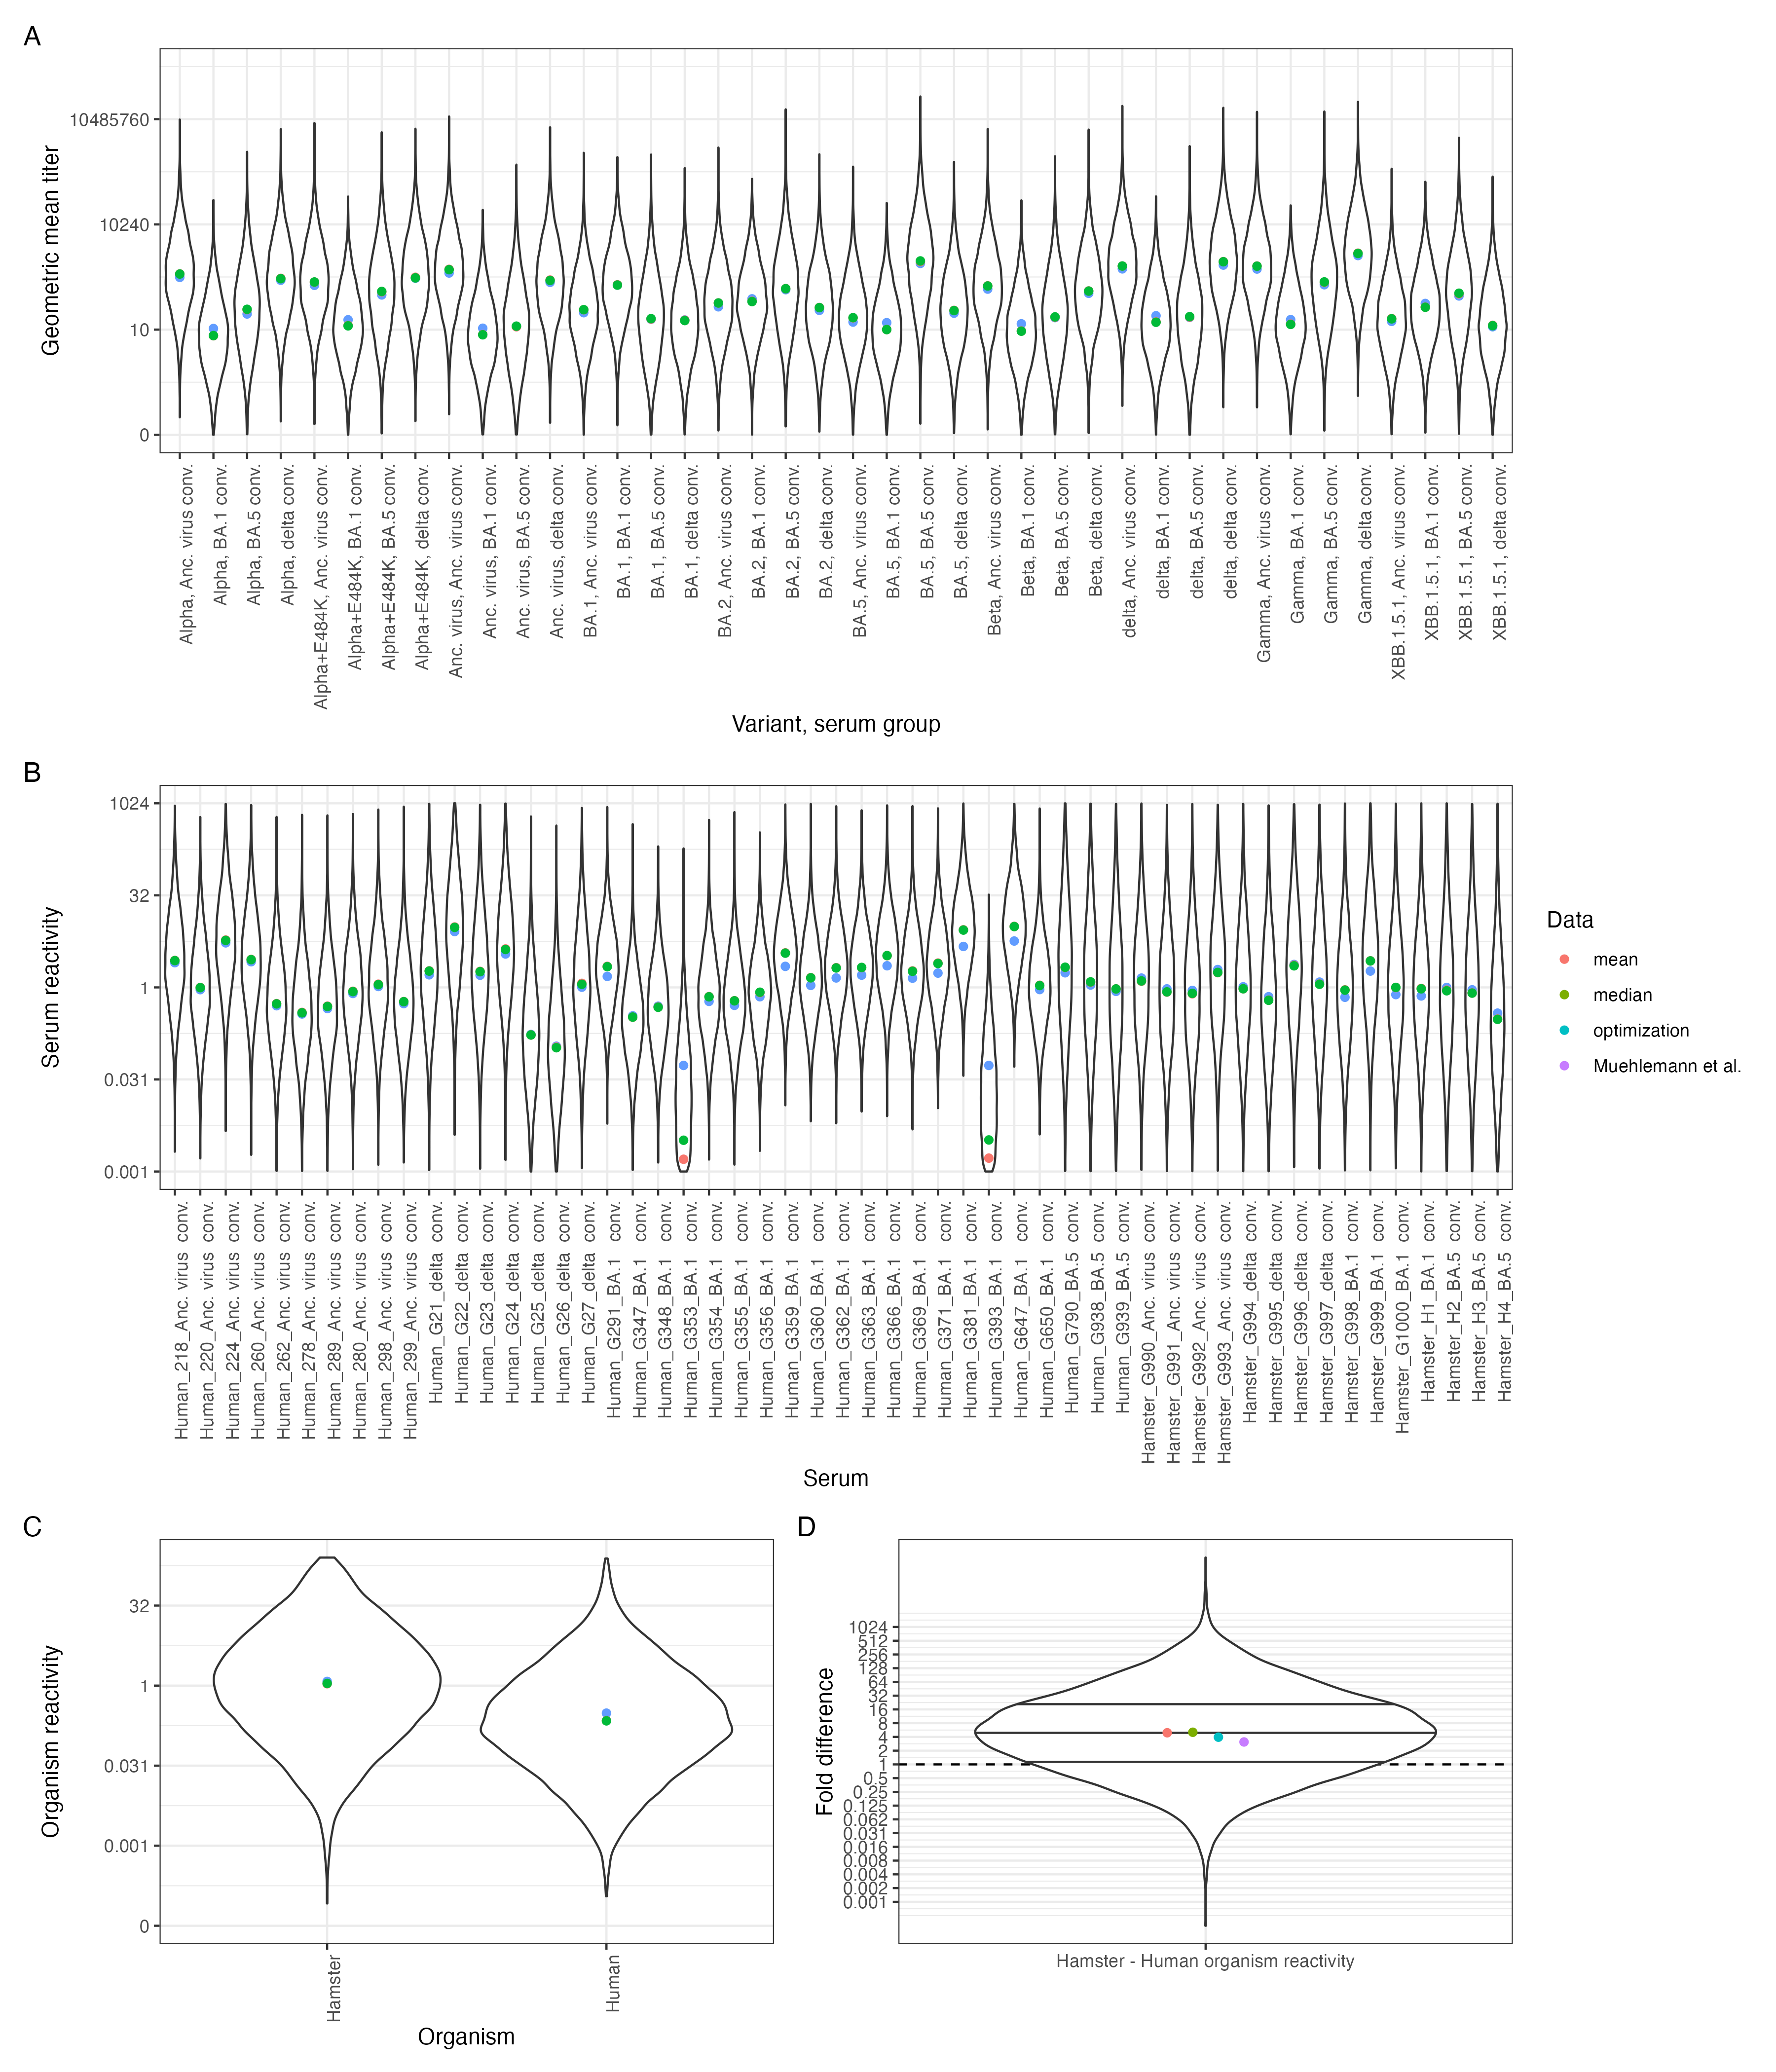 A
Geometric mean titer
10485760
10240
10
0
Alpha, Anc. virus conv.
Alpha, BA.1 conv.
Alpha, BA.5 conv.
Alpha, delta conv.
Alpha+E484K, Anc. virus conv.
Alpha+E484K, BA.1 conv.
Alpha+E484K, BA.5 conv.
Alpha+E484K, delta conv.
Anc. virus, Anc. virus conv.
Anc. virus, BA.1 conv.
Anc. virus, BA.5 conv.
Anc. virus, delta conv.
BA.1, Anc. virus conv.
BA.1, BA.1 conv.
BA.1, BA.5 conv.
BA.1, delta conv.
BA.2, Anc. virus conv.
BA.2, BA.1 conv.
BA.2, BA.5 conv.
BA.2, delta conv.
BA.5, Anc. virus conv.
BA.5, BA.1 conv.
BA.5, BA.5 conv.
BA.5, delta conv.
Beta, Anc. virus conv.
Beta, BA.1 conv.
Beta, BA.5 conv.
Beta, delta conv.
delta, Anc. virus conv.
delta, BA.1 conv.
delta, BA.5 conv.
delta, delta conv.
Gamma, Anc. virus conv.
Gamma, BA.1 conv.
Gamma, BA.5 conv.
Gamma, delta conv.
XBB.1.5.1, Anc. virus conv.
XBB.1.5.1, BA.1 conv.
XBB.1.5.1, BA.5 conv.
XBB.1.5.1, delta conv.
Variant, serum group
B
Serum reactivity
1024
32
1
0.031
0.001
Human_218_Anc. virus conv.
Human_220_Anc. virus conv.
Human_224_Anc. virus conv.
Human_260_Anc. virus conv.
Human_262_Anc. virus conv.
Human_278_Anc. virus conv.
Human_289_Anc. virus conv.
Human_280_Anc. virus conv.
Human_298_Anc. virus conv.
Human_299_Anc. virus conv.
Human_G21_delta conv.
Human_G22_delta conv.
Human_G23_delta conv.
Human_G24_delta conv.
Human_G25_delta conv.
Human_G26_delta conv.
Human_G27_delta conv.
Human_G291_BA.1 conv.
Human_G347_BA.1 conv.
Human_G348_BA.1 conv.
Human_G353_BA.1 conv.
Human_G354_BA.1 conv.
Human_G355_BA.1 conv.
Human_G356_BA.1 conv.
Human_G359_BA.1 conv.
Human_G360_BA.1 conv.
Human_G362_BA.1 conv.
Human_G363_BA.1 conv.
Human_G366_BA.1 conv.
Human_G369_BA.1 conv.
Human_G371_BA.1 conv.
Human_G381_BA.1 conv.
Human_G393_BA.1 conv.
Human_G647_BA.1 conv.
Human_G650_BA.1 conv.
Human_G790_BA.5 conv.
Human_G938_BA.5 conv.
Human_G939_BA.5 conv.
Hamster_G990_Anc. virus conv.
Hamster_G991_Anc. virus conv.
Hamster_G992_Anc. virus conv.
Hamster_G993_Anc. virus conv.
Hamster_G994_delta conv.
Hamster_G995_delta conv.
Hamster_G996_delta conv.
Hamster_G997_delta conv.
Hamster_G998_BA.1 conv.
Hamster_G999_BA.1 conv.
Hamster_G1000_BA.1 conv.
Hamster_H1_BA.1 conv.
Hamster_H2_BA.5 conv.
Hamster_H3_BA.5 conv.
Hamster_H4_BA.5 conv.
Serum
Data
mean
median
optimization
Muehlemann et al.
C
Organism reactivity
32
1
0.031
0.001
0
Hamster
Human
Organism
D
Fold difference
1024
512
256
128
64
32
16
8
4
2
1
0.5
0.25
0.125
0.062
0.031
0.016
0.008
0.004
0.002
0.001
Hamster - Human organism reactivity